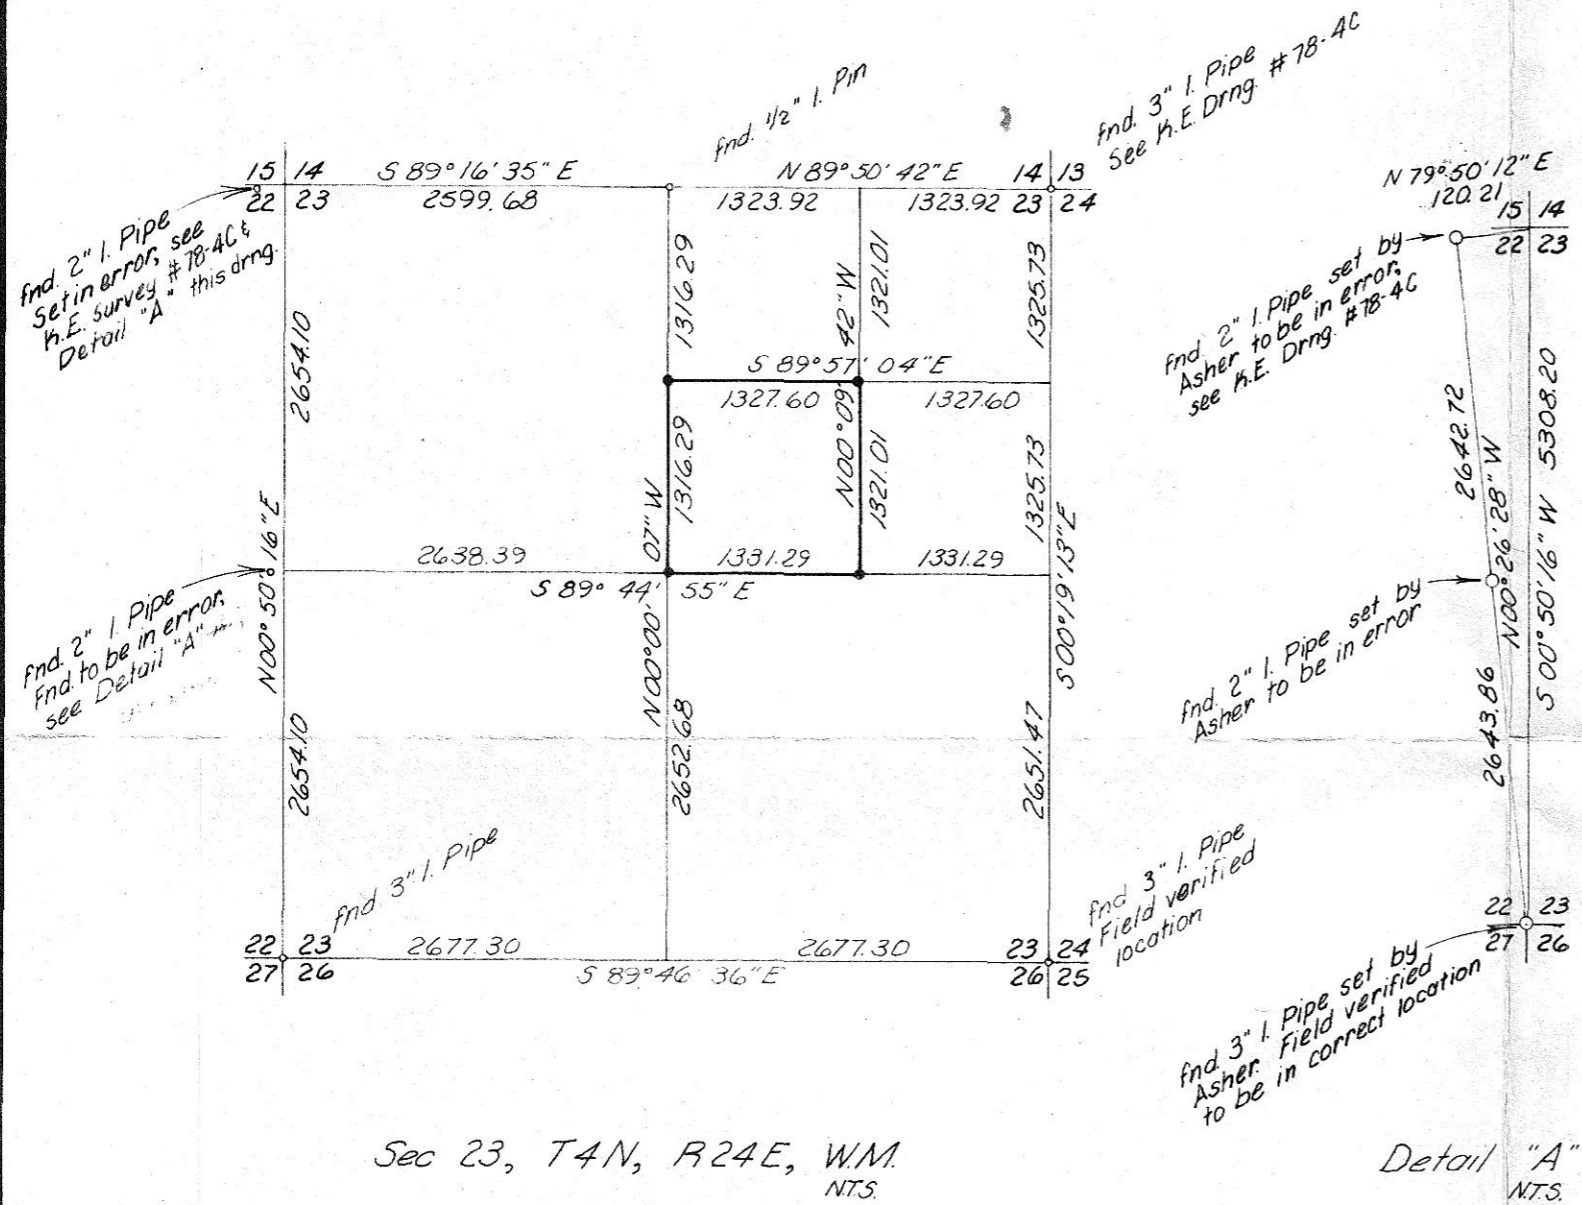 fnd. 1/2" I. Pin
fnd. 3" I. Pipe
See K.E. Drng. #78-4C
15 14
22 23
S 89°16'35" E
2599.68
N 89°50'42" E
1323.92
1323.92
14 13
23 24
fnd. 2" I. Pipe
Set in error, see
K.E. Survey #78-4C &
Detail "A" this drng.
2654.10
1316.29
1321.01
1325.73
S 89°57'04" E
1327.60
1327.60
1316.29
N00°09'42" W
1321.01
1325.73
N00°50'16" E
2638.39
1331.29
1331.29
S 89°44'55" E
N00°00'07" W
S00°19'13" E
fnd. 2" I. Pipe
Fnd. to be in error,
see Detail "A"
2654.10
2652.68
2651.47
fnd. 3" I. Pipe
22 23
27 26
2677.30
2677.30
S 89°46'36" E
23 24
26 25
fnd 3" I. Pipe
Field verified
location
Sec 23, T4N, R24E, W.M.
N.T.S.
N 79°50'12" E
120.21
15 14
22 23
fnd. 2" I. Pipe set by
Asher to be in error,
see K.E. Drng. #78-4C
2642.72
N00°26'28" W
S 00°50'16" W 5308.20
fnd. 2" I. Pipe set by
Asher to be in error
2643.86
22 23
27 26
fnd 3" I. Pipe set by
Asher. Field verified
to be in correct location
Detail "A"
N.T.S.